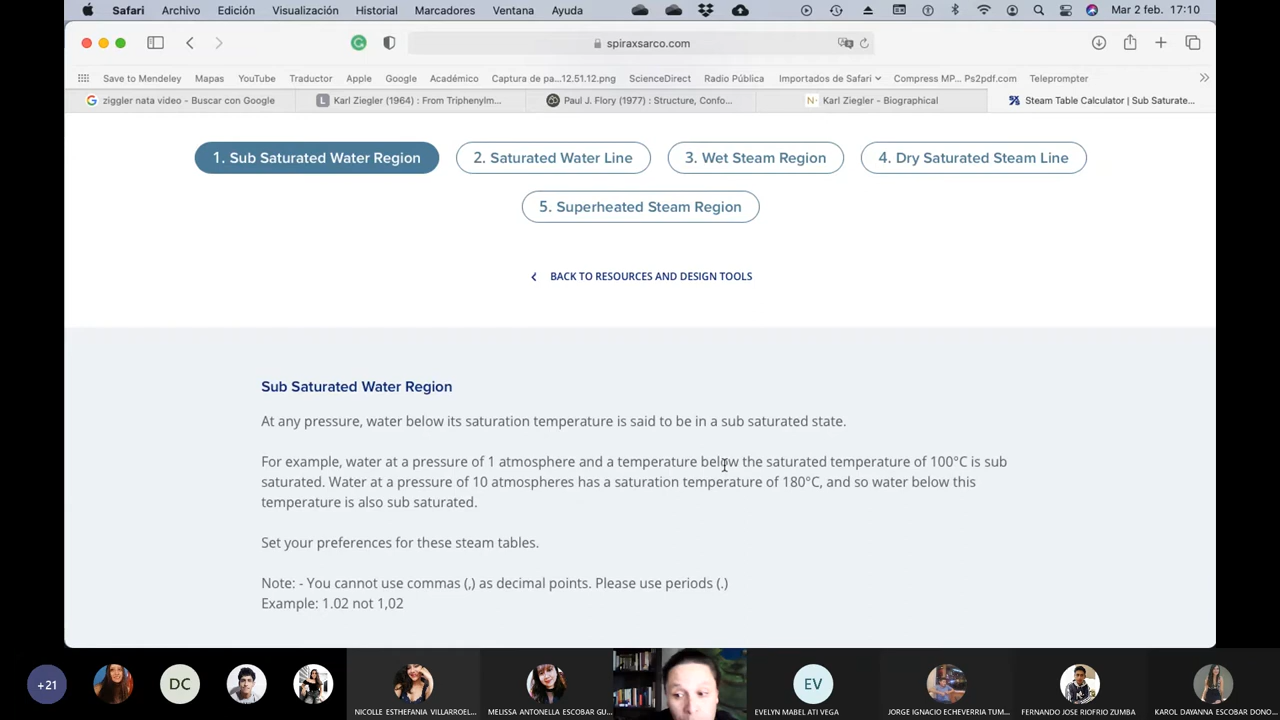 Safari Archivo Edición Visualización Historial Marcadores Ventana Ayuda Mar 2 feb. 17:10
spiraxsarco.com
Save to Mendeley Mapas YouTube Traductor Apple Google Académico Captura de pa...12.51.12.png ScienceDirect Radio Pública Importados de Safari Compress MP... Ps2pdf.com Teleprompter
ziggler nata video - Buscar con Google Karl Ziegler (1964) : From Triphenylm... Paul J. Flory (1977) : Structure, Confo... Karl Ziegler - Biographical Steam Table Calculator | Sub Saturate...
1. Sub Saturated Water Region 2. Saturated Water Line 3. Wet Steam Region 4. Dry Saturated Steam Line
5. Superheated Steam Region
BACK TO RESOURCES AND DESIGN TOOLS
Sub Saturated Water Region
At any pressure, water below its saturation temperature is said to be in a sub saturated state.
For example, water at a pressure of 1 atmosphere and a temperature below the saturated temperature of 100°C is sub
saturated. Water at a pressure of 10 atmospheres has a saturation temperature of 180°C, and so water below this
temperature is also sub saturated.
Set your preferences for these steam tables.
Note: - You cannot use commas (,) as decimal points. Please use periods (.)
Example: 1.02 not 1,02
+21 DC EV
NICOLLE ESTHEFANIA VILLARROEL... MELISSA ANTONELLA ESCOBAR GU... EVELYN MABEL ATI VEGA JORGE IGNACIO ECHEVERRIA TUM... FERNANDO JOSE RIOFRIO ZUMBA KAROL DAVANNA ESCOBAR DONO...